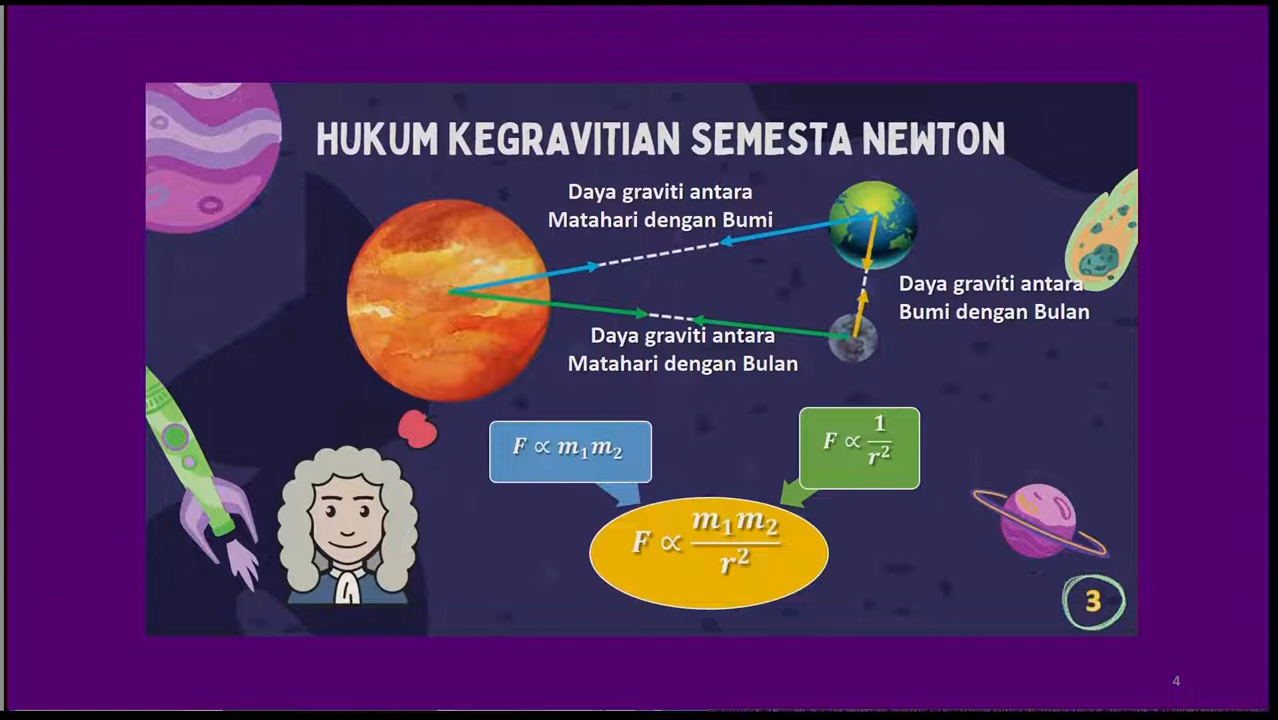 HUKUM KEGRAVITIAN SEMESTA NEWTON
Daya graviti antara
Matahari dengan Bumi
Daya graviti antara
Bumi dengan Bulan
Daya graviti antara
Matahari dengan Bulan
F ∝ m₁m₂
F ∝ 1/r²
F ∝ m₁m₂/r²
3
4